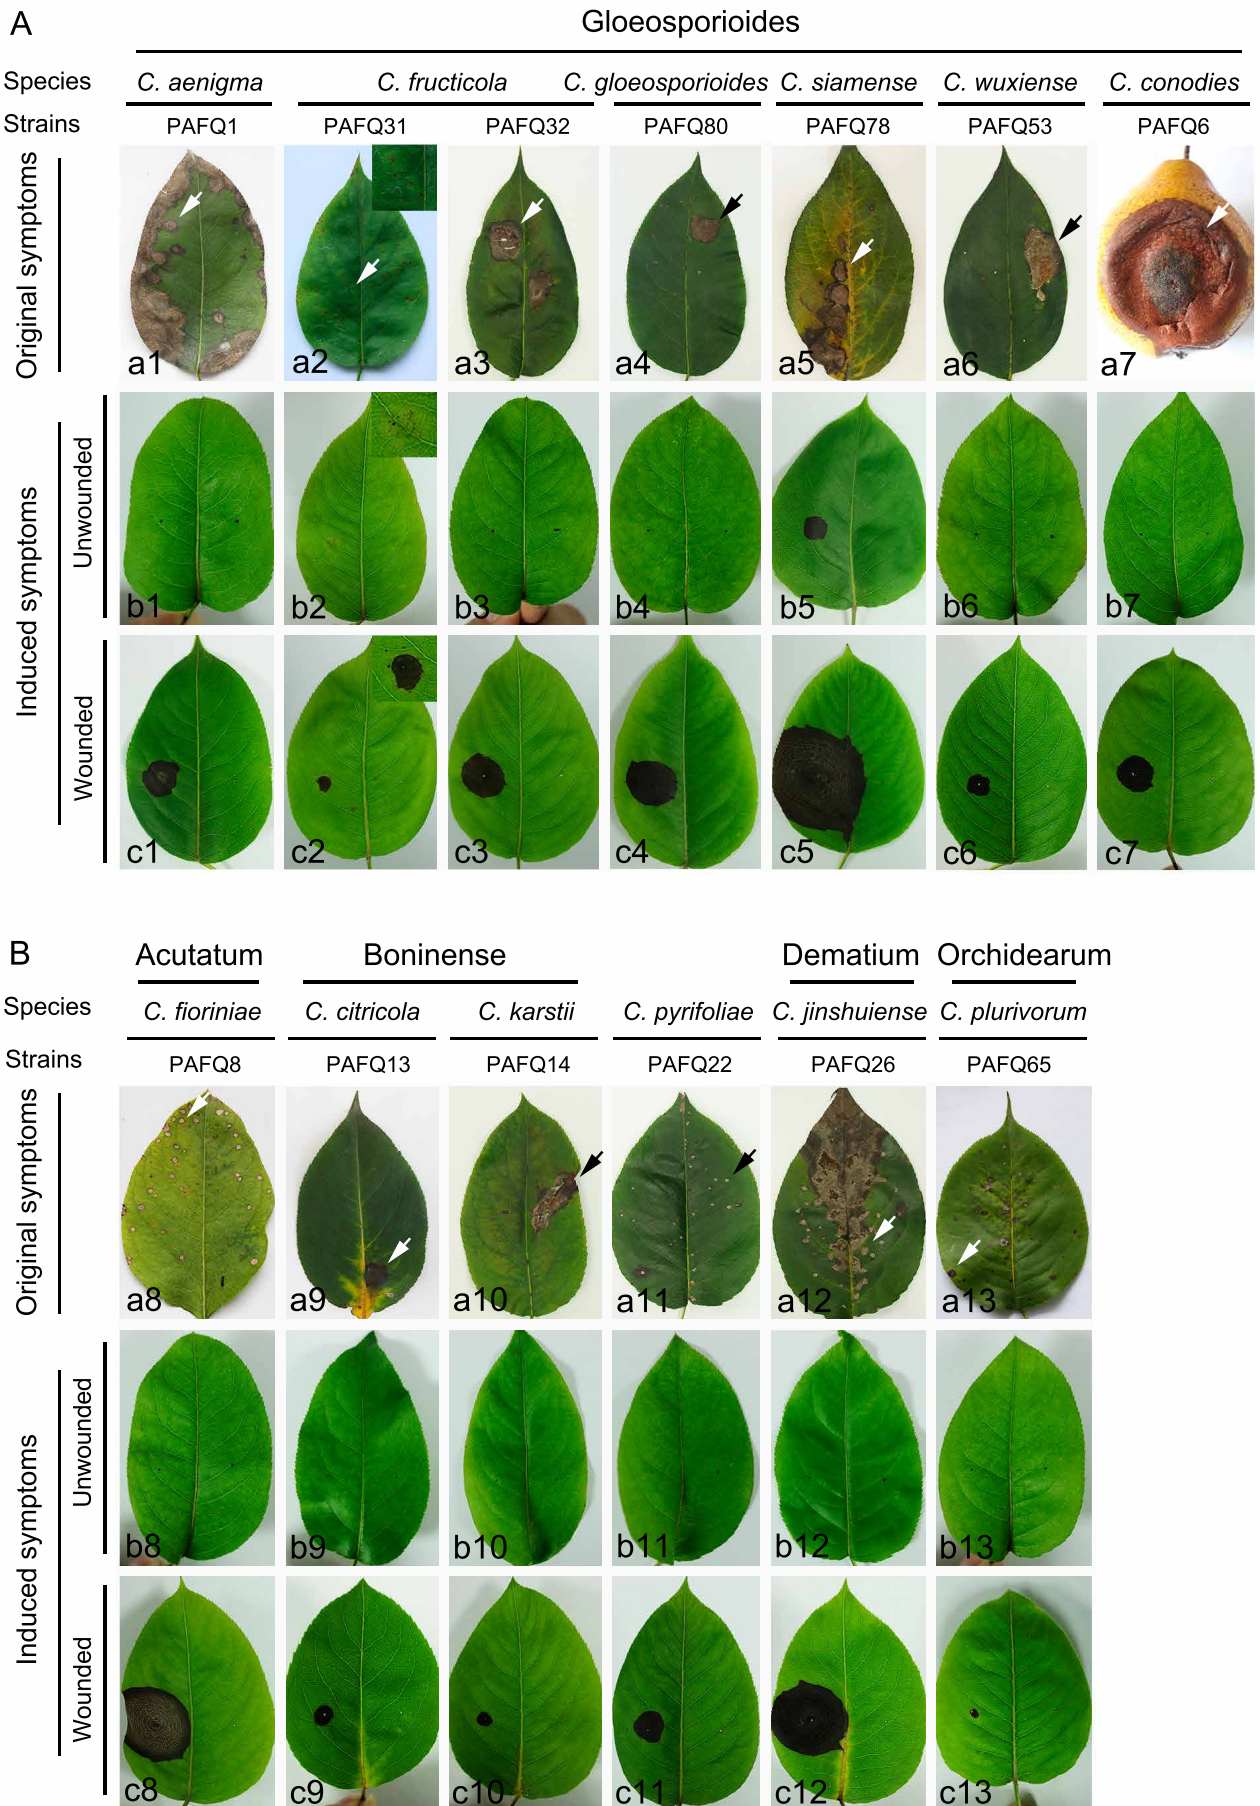 A
Gloeosporioides
Species C. aenigma C. fructicola C. gloeosporioides C. siamense C. wuxiense C. conodies
Strains PAFQ1 PAFQ31 PAFQ32 PAFQ80 PAFQ78 PAFQ53 PAFQ6
Original symptoms
a1 a2 a3 a4 a5 a6 a7
Induced symptoms
Unwounded
b1 b2 b3 b4 b5 b6 b7
Wounded
c1 c2 c3 c4 c5 c6 c7
B
Acutatum Boninense Dematium Orchidearum
Species C. fioriniae C. citricola C. karstii C. pyrifoliae C. jinshuiense C. plurivorum
Strains PAFQ8 PAFQ13 PAFQ14 PAFQ22 PAFQ26 PAFQ65
Original symptoms
a8 a9 a10 a11 a12 a13
Induced symptoms
Unwounded
b8 b9 b10 b11 b12 b13
Wounded
c8 c9 c10 c11 c12 c13